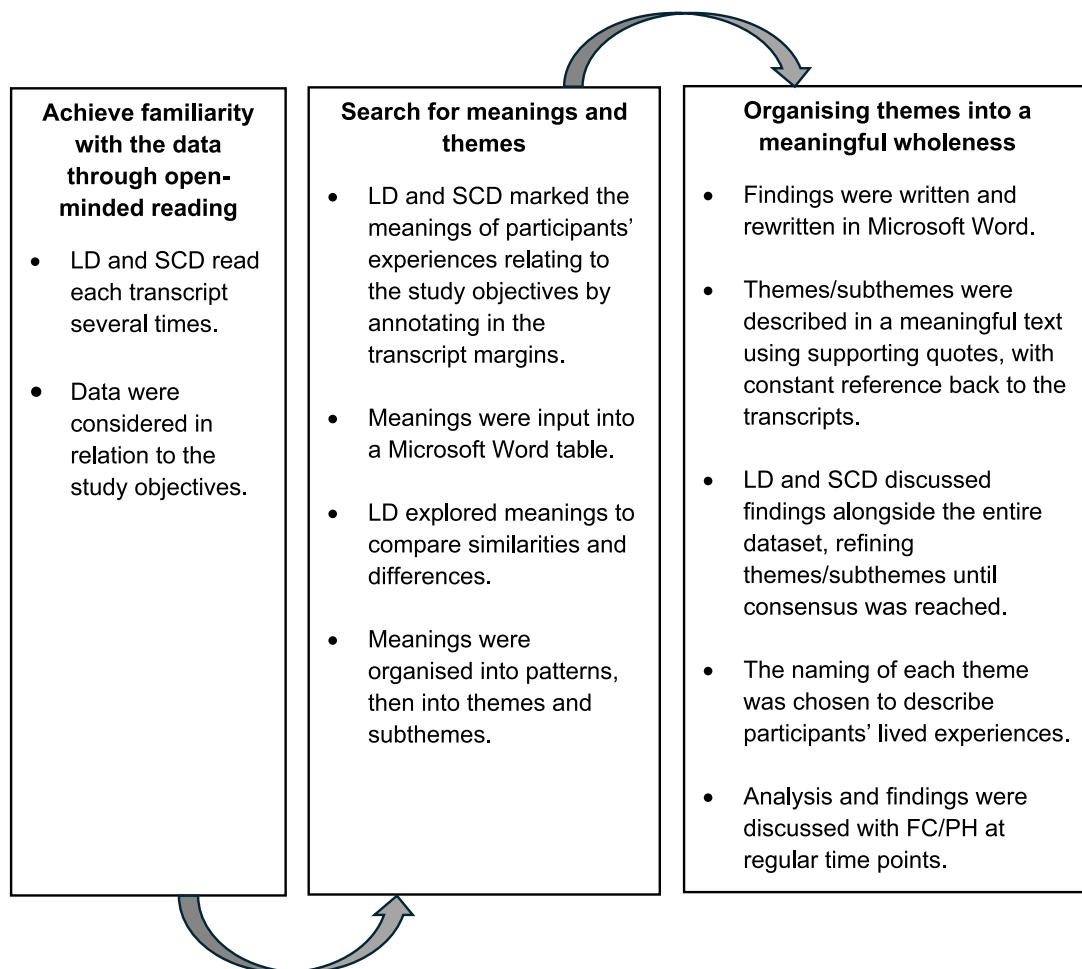 Achieve familiarity
with the data
through open-
minded reading
• LD and SCD read
each transcript
several times.
• Data were
considered in
relation to the
study objectives.
Search for meanings and
themes
• LD and SCD marked the
meanings of participants’
experiences relating to
the study objectives by
annotating in the
transcript margins.
• Meanings were input into
a Microsoft Word table.
• LD explored meanings to
compare similarities and
differences.
• Meanings were
organised into patterns,
then into themes and
subthemes.
Organising themes into a
meaningful wholeness
• Findings were written and
rewritten in Microsoft Word.
• Themes/subthemes were
described in a meaningful text
using supporting quotes, with
constant reference back to the
transcripts.
• LD and SCD discussed
findings alongside the entire
dataset, refining
themes/subthemes until
consensus was reached.
• The naming of each theme
was chosen to describe
participants’ lived experiences.
• Analysis and findings were
discussed with FC/PH at
regular time points.